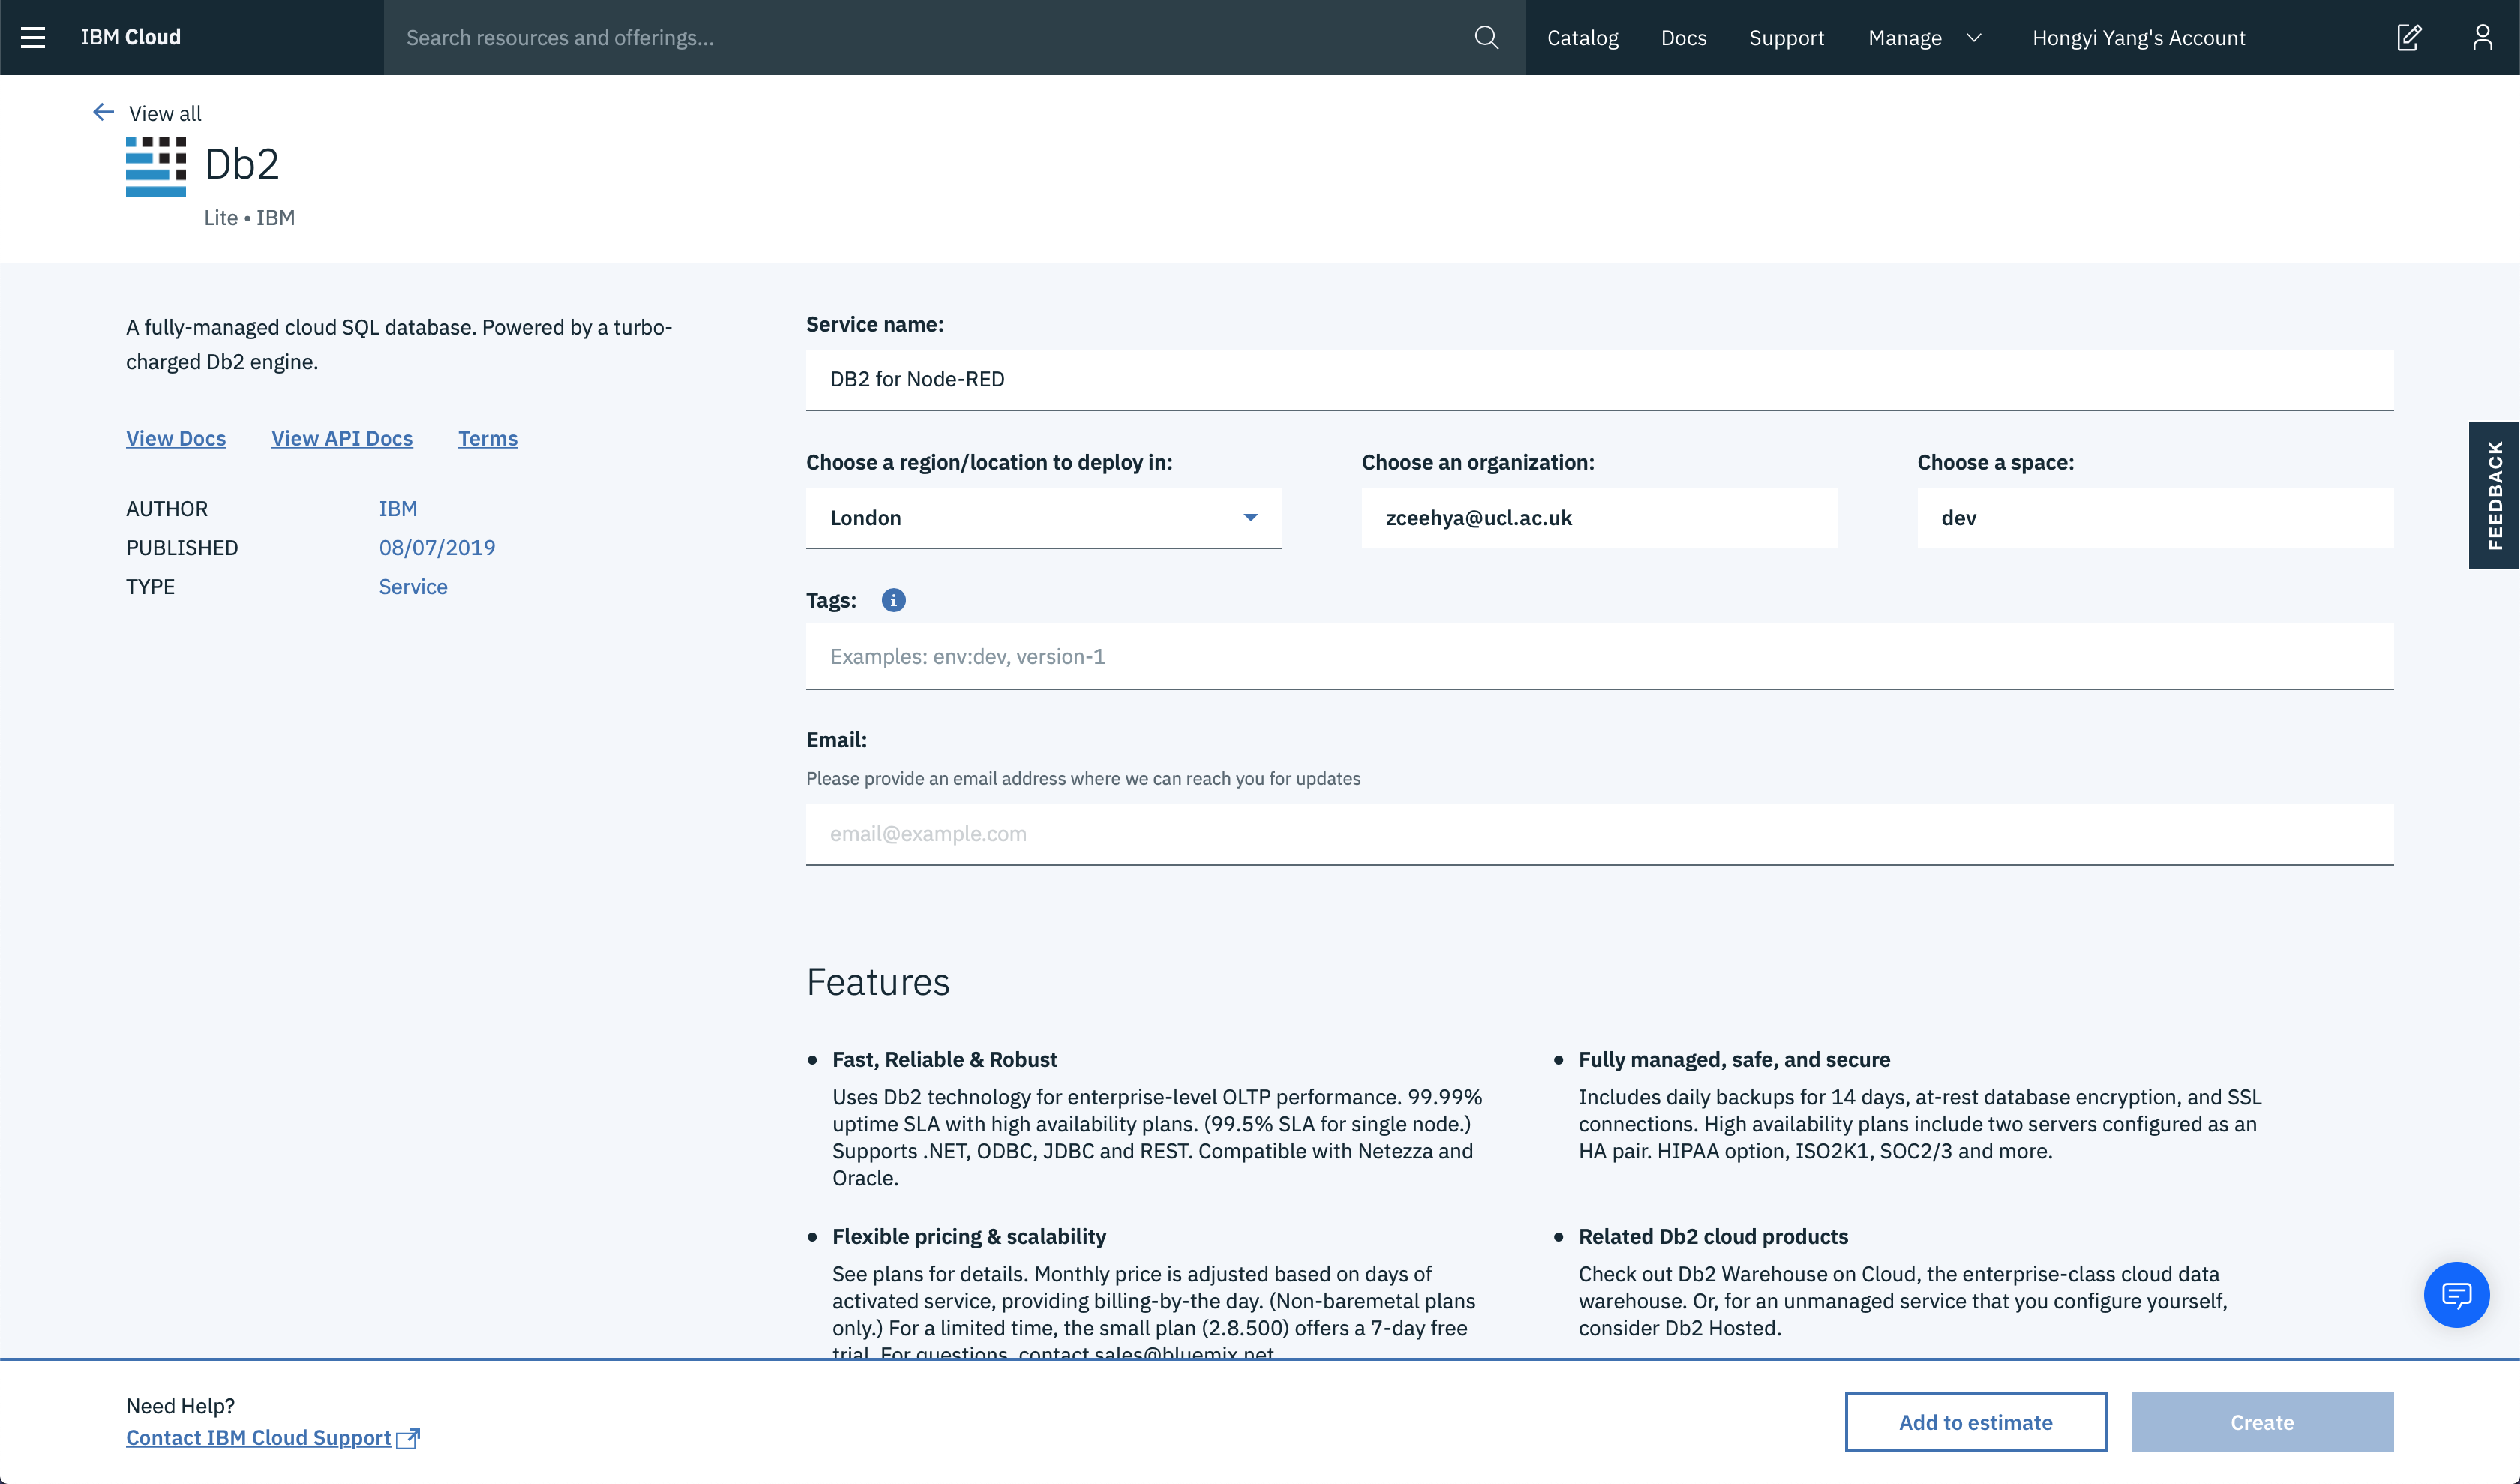 IBM Cloud
Search resources and offerings...
Catalog
Docs
Support
Manage
Hongyi Yang's Account
View all
Db2
Lite • IBM
A fully-managed cloud SQL database. Powered by a turbo-
charged Db2 engine.
View Docs
View API Docs
Terms
AUTHOR
IBM
PUBLISHED
08/07/2019
TYPE
Service
Service name:
DB2 for Node-RED
Choose a region/location to deploy in:
London
Choose an organization:
zceehya@ucl.ac.uk
Choose a space:
dev
Tags:
Examples: env:dev, version-1
Email:
Please provide an email address where we can reach you for updates
email@example.com
FEEDBACK
Features
Fast, Reliable & Robust
Uses Db2 technology for enterprise-level OLTP performance. 99.99%
uptime SLA with high availability plans. (99.5% SLA for single node.)
Supports .NET, ODBC, JDBC and REST. Compatible with Netezza and
Oracle.
Fully managed, safe, and secure
Includes daily backups for 14 days, at-rest database encryption, and SSL
connections. High availability plans include two servers configured as an
HA pair. HIPAA option, ISO2K1, SOC2/3 and more.
Flexible pricing & scalability
See plans for details. Monthly price is adjusted based on days of
activated service, providing billing-by-the day. (Non-baremetal plans
only.) For a limited time, the small plan (2.8.500) offers a 7-day free
trial. For questions, contact sales@bluemix.net
Related Db2 cloud products
Check out Db2 Warehouse on Cloud, the enterprise-class cloud data
warehouse. Or, for an unmanaged service that you configure yourself,
consider Db2 Hosted.
Need Help?
Contact IBM Cloud Support
Add to estimate
Create